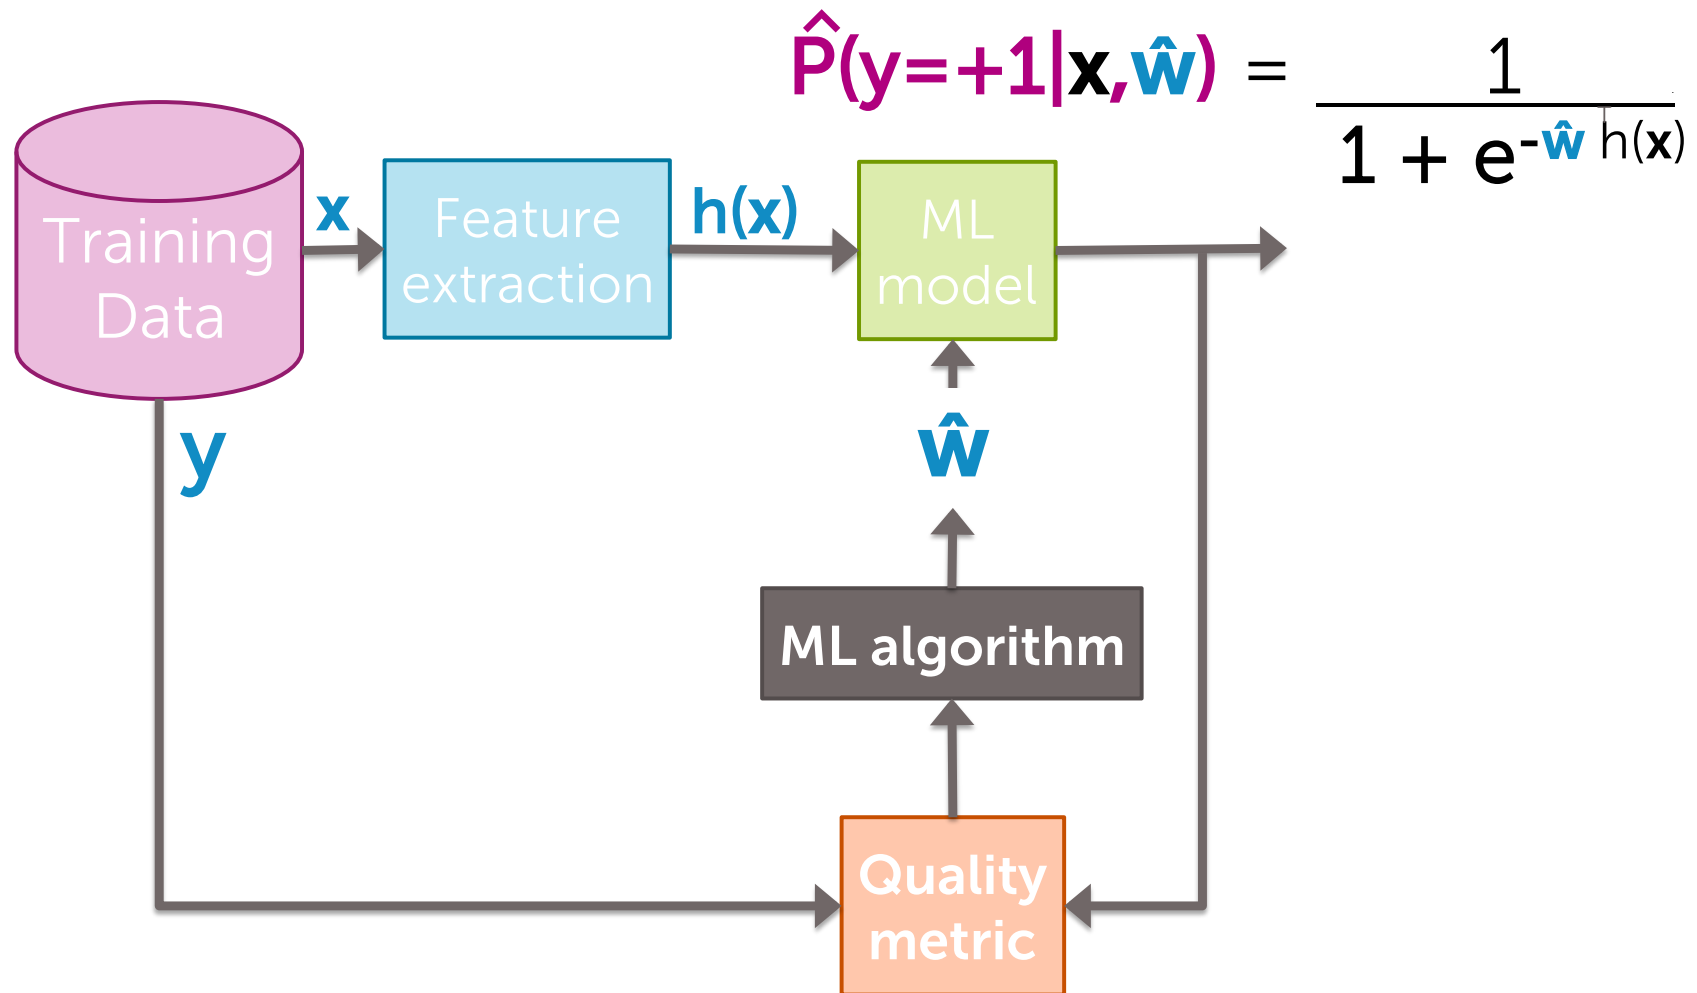 P̂(y=+1|x,ŵ) = 1
1 + e-ŵ⊤h(x)
Training
Data
x
Feature
extraction
h(x)
ML
model
y
ŵ
ML algorithm
Quality
metric